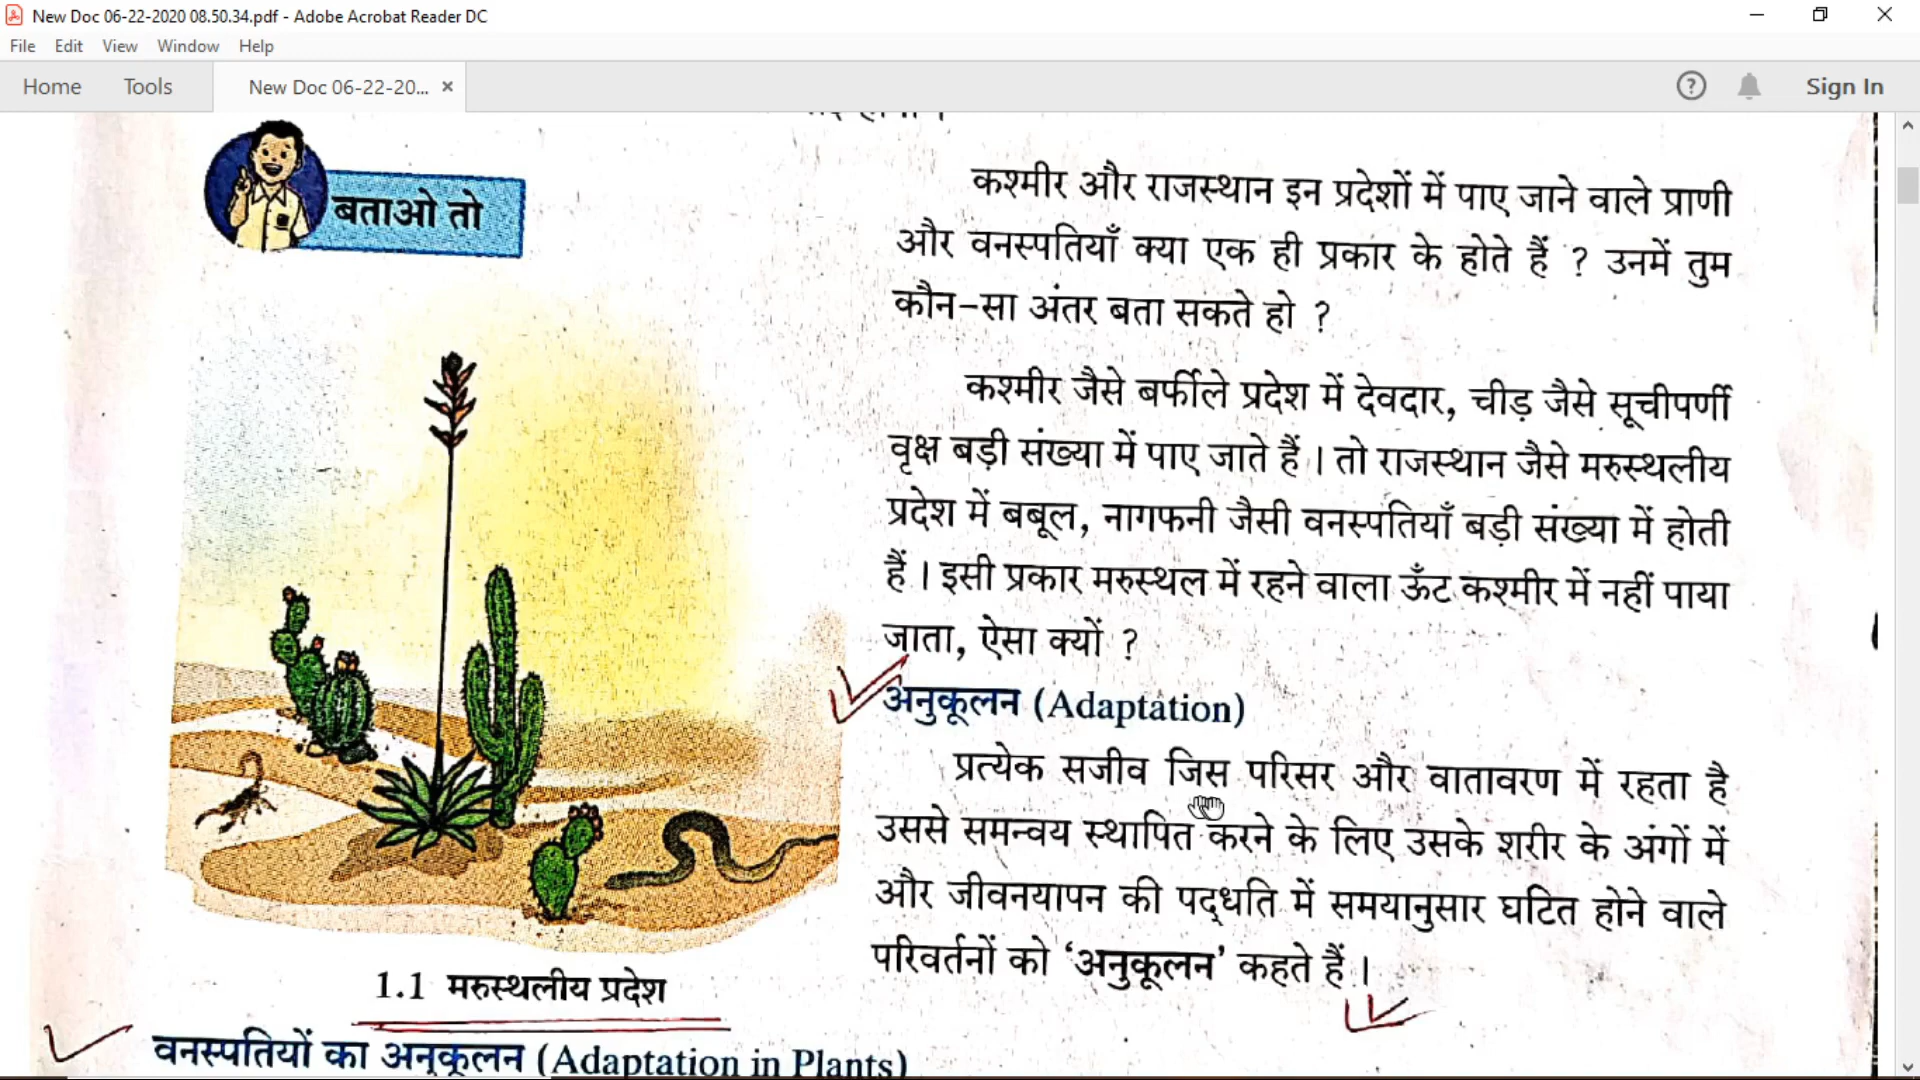 New Doc 06-22-2020 08.50.34.pdf - Adobe Acrobat Reader DC
File Edit View Window Help
Home Tools New Doc 06-22-20... × Sign In
बताओ तो
कश्मीर और राजस्थान इन प्रदेशों में पाए जाने वाले प्राणी
और वनस्पतियाँ क्या एक ही प्रकार के होते हैं ? उनमें तुम
कौन-सा अंतर बता सकते हो ?
कश्मीर जैसे बर्फीले प्रदेश में देवदार, चीड़ जैसे सूचीपर्णी
वृक्ष बड़ी संख्या में पाए जाते हैं । तो राजस्थान जैसे मरुस्थलीय
प्रदेश में बबूल, नागफनी जैसी वनस्पतियाँ बड़ी संख्या में होती
हैं । इसी प्रकार मरुस्थल में रहने वाला ऊँट कश्मीर में नहीं पाया
जाता, ऐसा क्यों ?
अनुकूलन (Adaptation)
प्रत्येक सजीव जिस परिसर और वातावरण में रहता है
उससे समन्वय स्थापित करने के लिए उसके शरीर के अंगों में
और जीवनयापन की पद्धति में समयानुसार घटित होने वाले
परिवर्तनों को ‘अनुकूलन’ कहते हैं ।
1.1 मरुस्थलीय प्रदेश
वनस्पतियों का अनुकूलन (Adaptation in Plants)